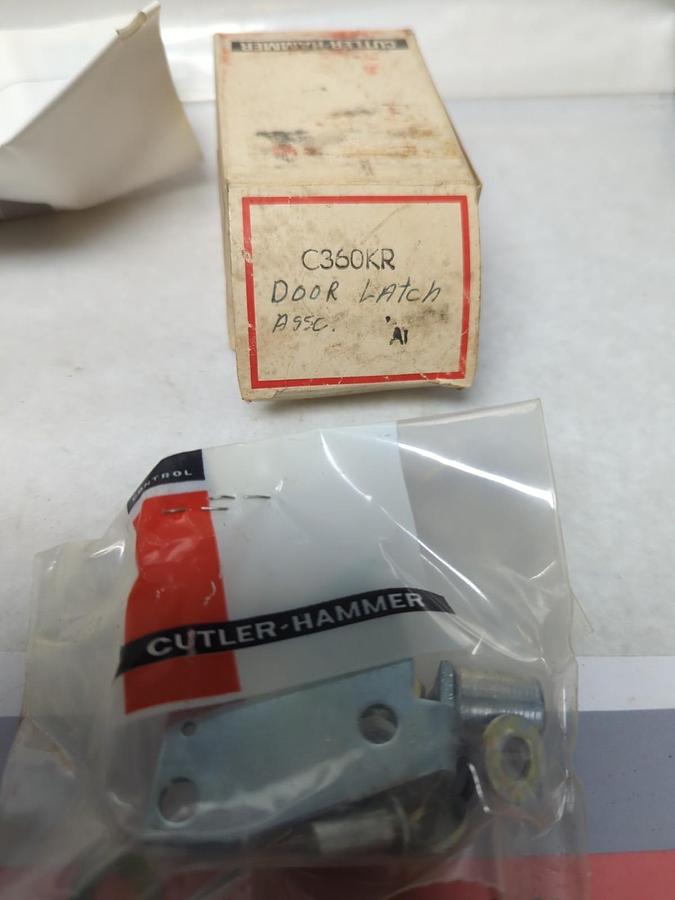 CUTLER-HAMMER
C360KR
DOOR LAtch
ASSC.
A1
CONTROL
CUTLER-HAMMER